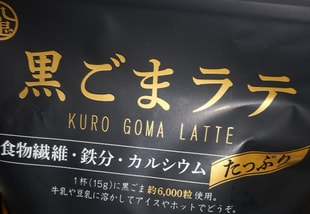 黒ごまラテ
KURO GOMA LATTE
食物繊維・鉄分・カルシウム たっぷり
1杯(15g)に黒ごま約6,000粒使用。
牛乳や豆乳に溶かしてアイスやホットでどうぞ。